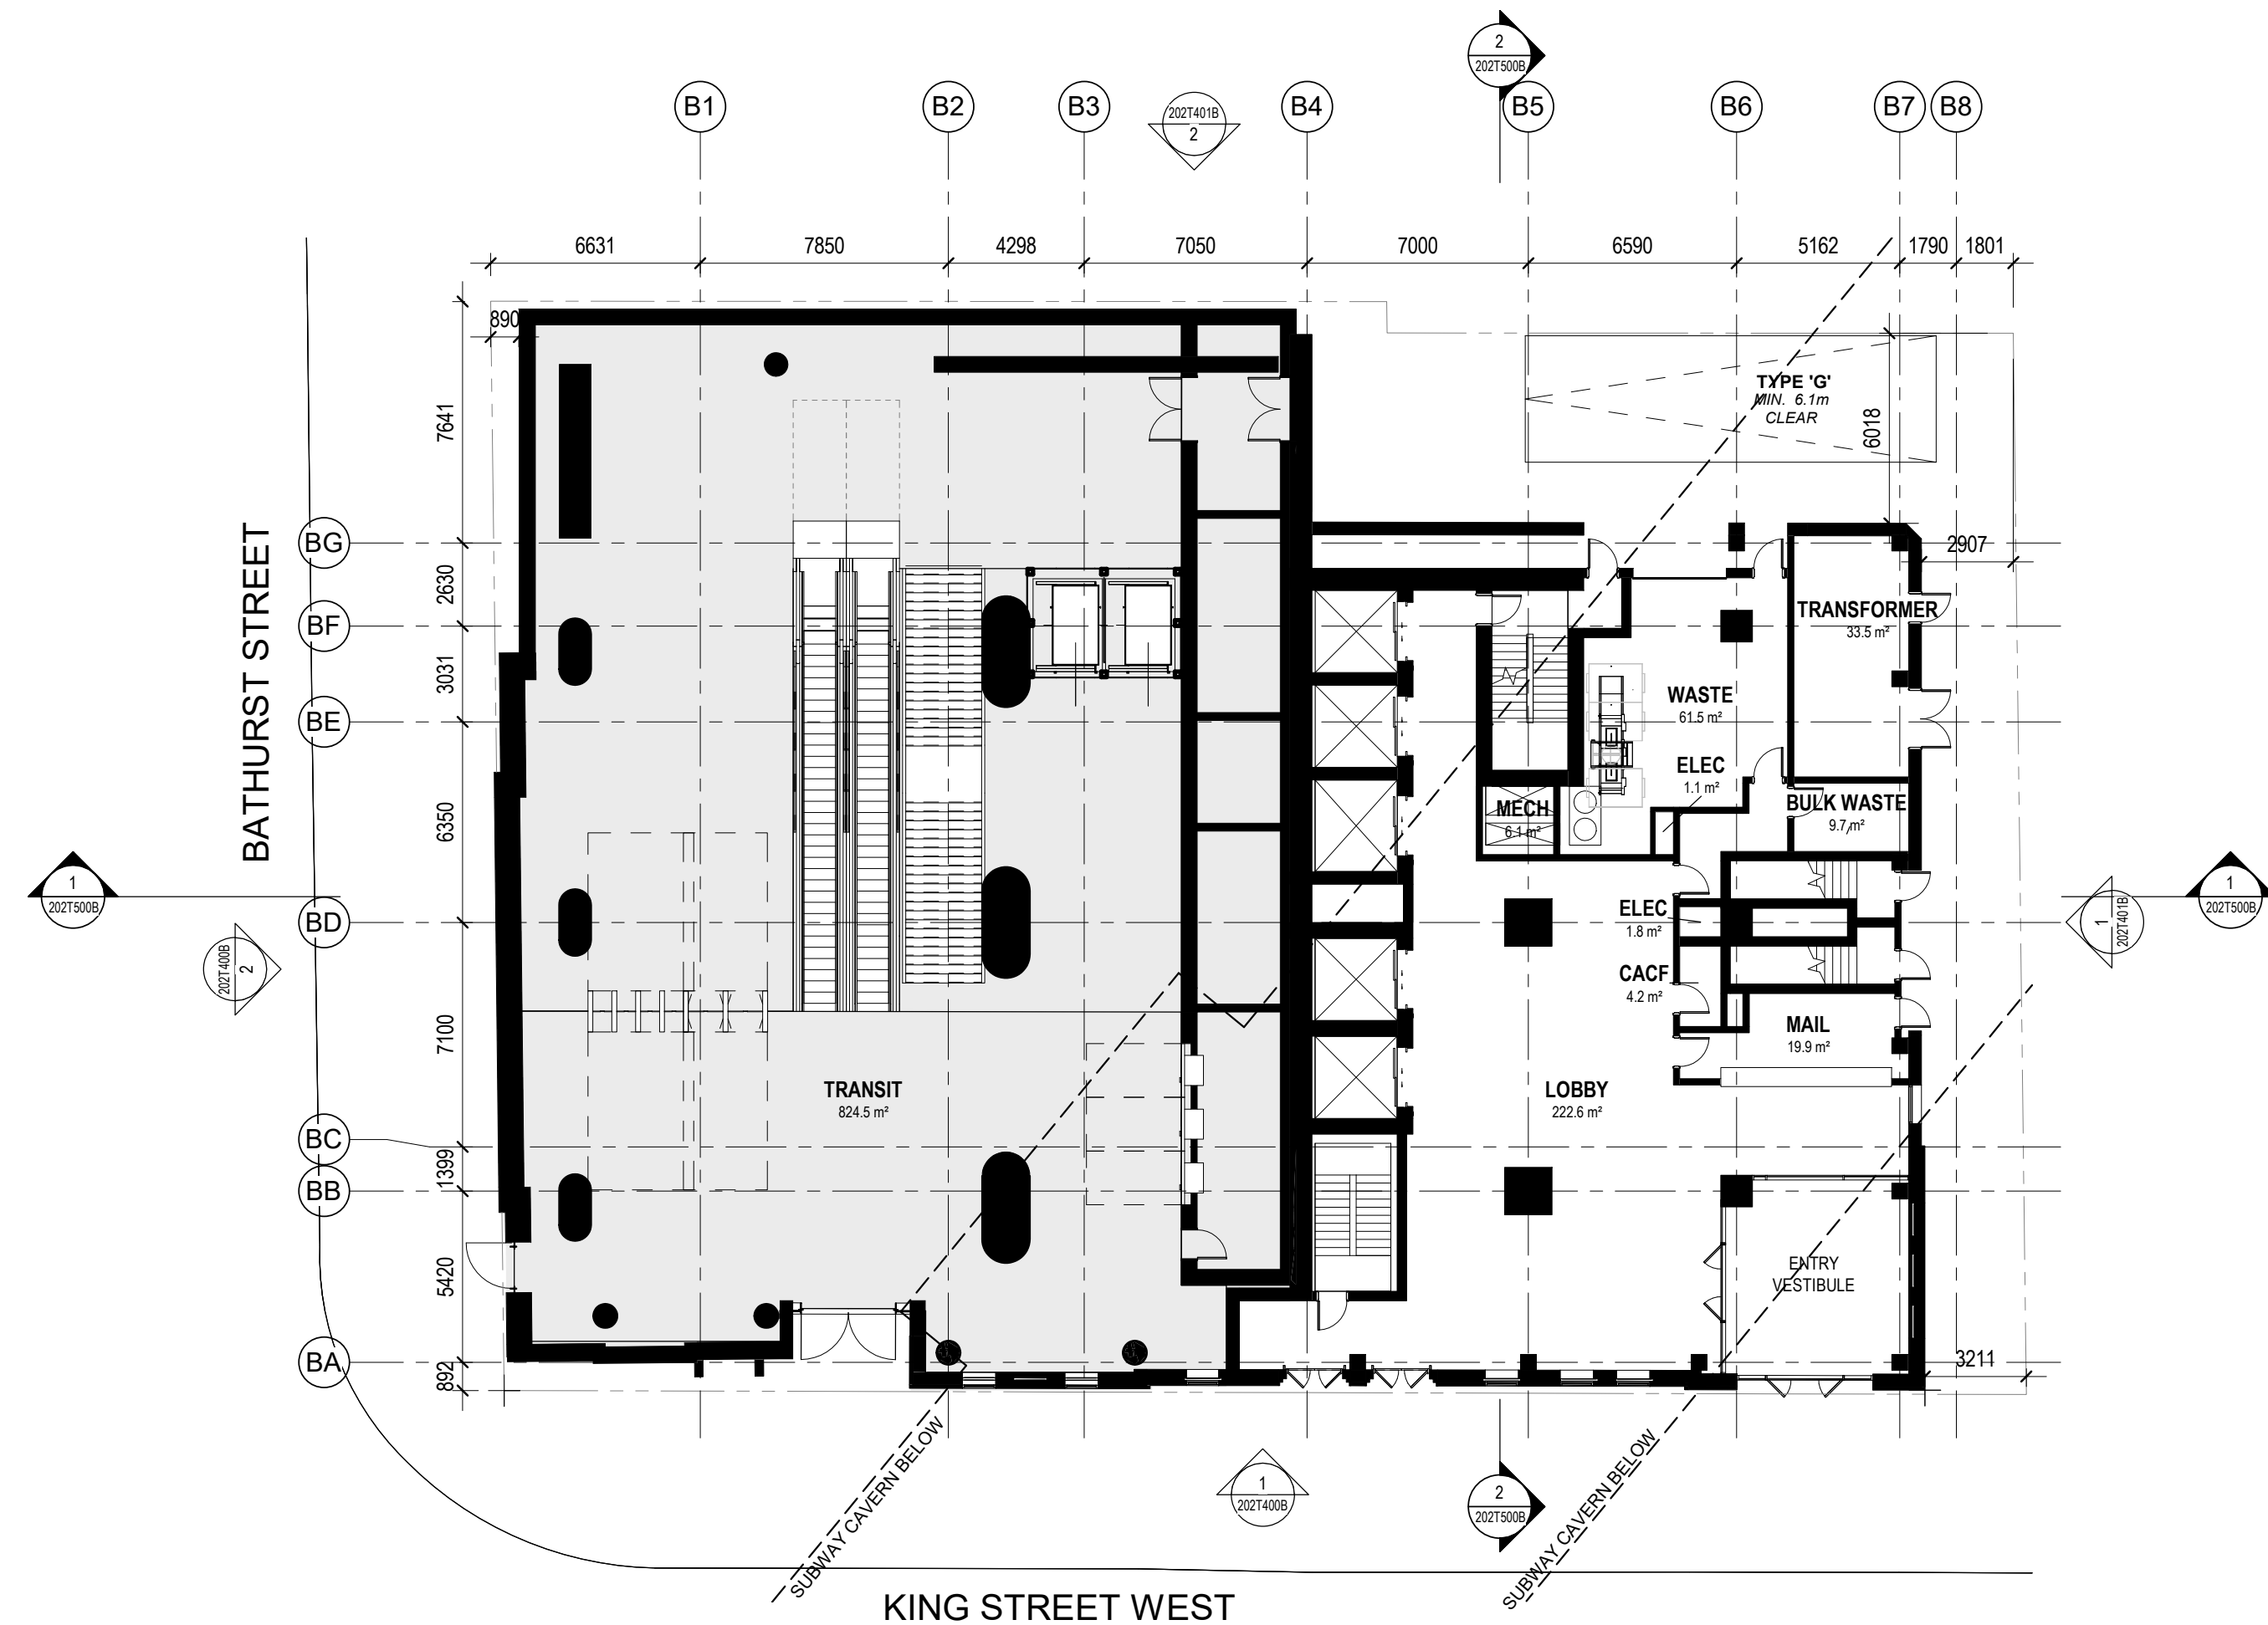 2
202T500B
B1
B2
B3
202T401B
2
B4
B5
B6
B7
B8
6631
7850
4298
7050
7000
6590
5162
1790
1801
890
7641
TYPE 'G'
MIN. 6.1m
CLEAR
6018
BG
2907
2630
BF
TRANSFORMER
33.5 m²
3031
WASTE
61.5 m²
BE
ELEC
1.1 m²
BULK WASTE
9.7 m²
MECH
6.1 m²
6350
BATHURST STREET
1
202T500B
1
202T500B
BD
ELEC
1.8 m²
1
202T401B
2
202T400B
CACF
4.2 m²
MAIL
19.9 m²
7100
TRANSIT
824.5 m²
LOBBY
222.6 m²
BC
1399
BB
5420
ENTRY
VESTIBULE
BA
892
3211
SUBWAY CAVERN BELOW
SUBWAY CAVERN BELOW
1
202T400B
2
202T500B
KING STREET WEST